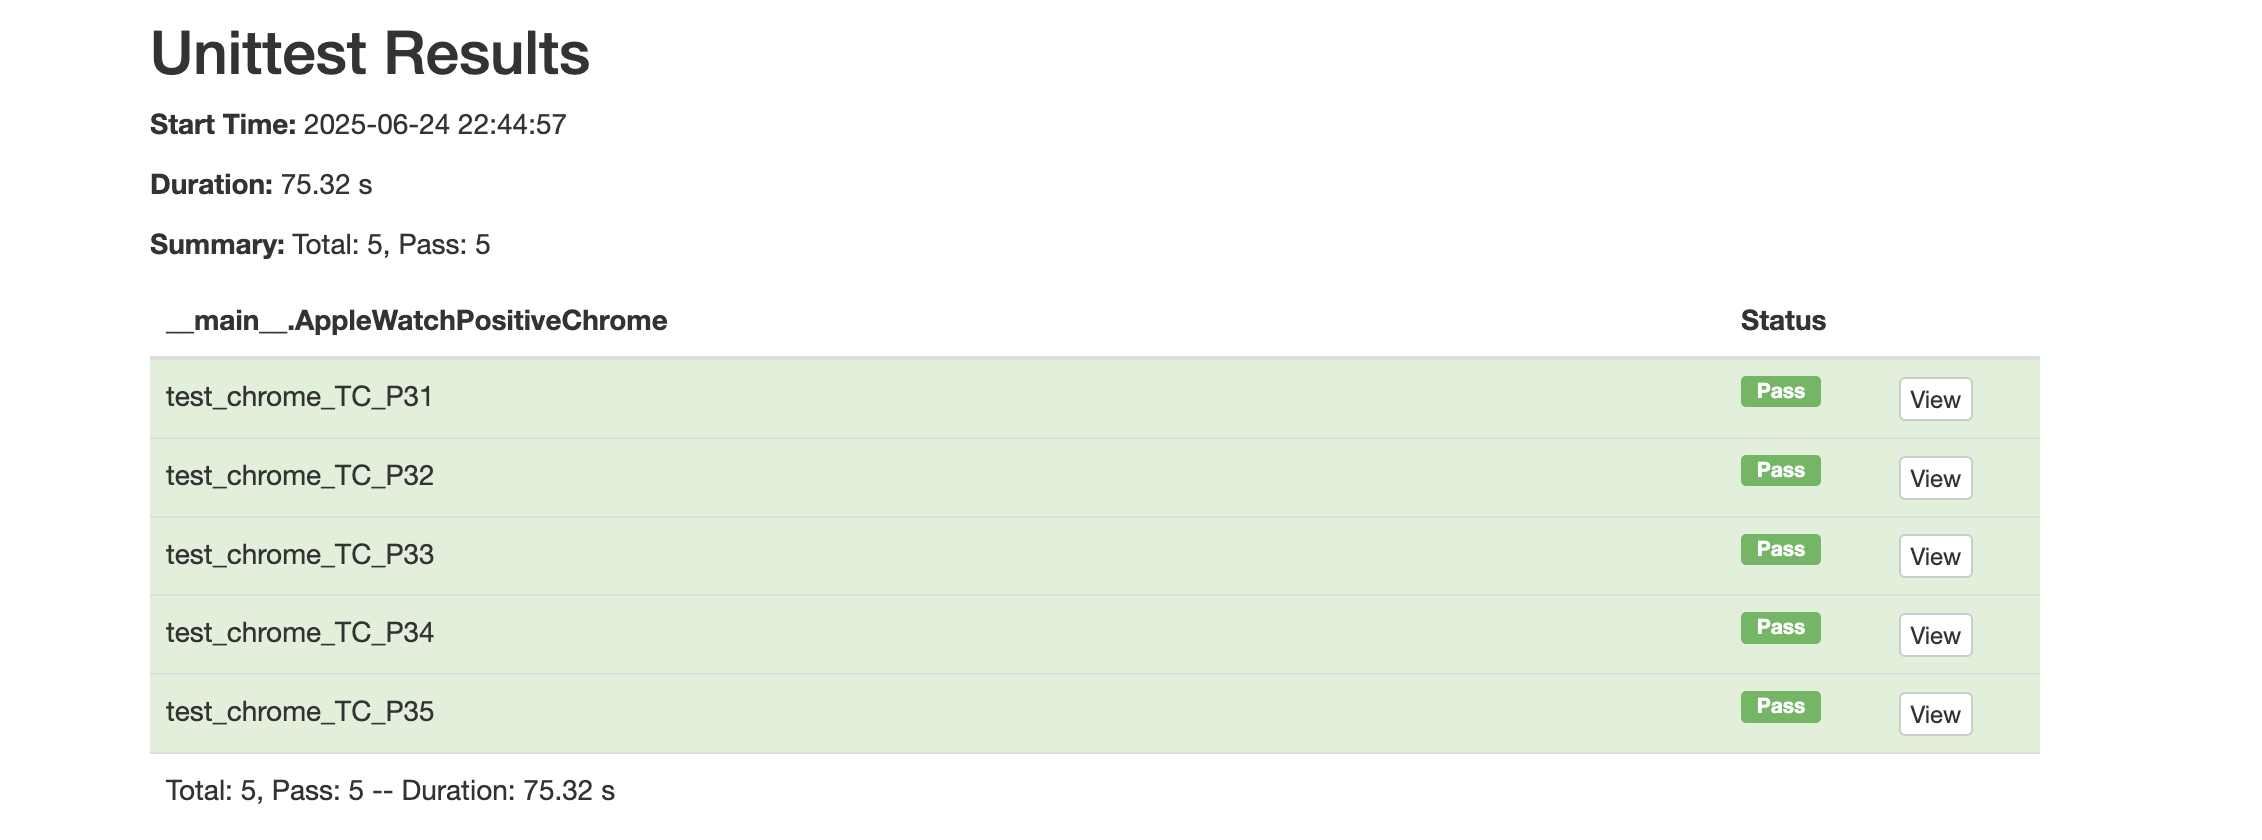 Unittest Results
Start Time: 2025-06-24 22:44:57
Duration: 75.32 s
Summary: Total: 5, Pass: 5
__main__.AppleWatchPositiveChrome Status
test_chrome_TC_P31 Pass View
test_chrome_TC_P32 Pass View
test_chrome_TC_P33 Pass View
test_chrome_TC_P34 Pass View
test_chrome_TC_P35 Pass View
Total: 5, Pass: 5 -- Duration: 75.32 s